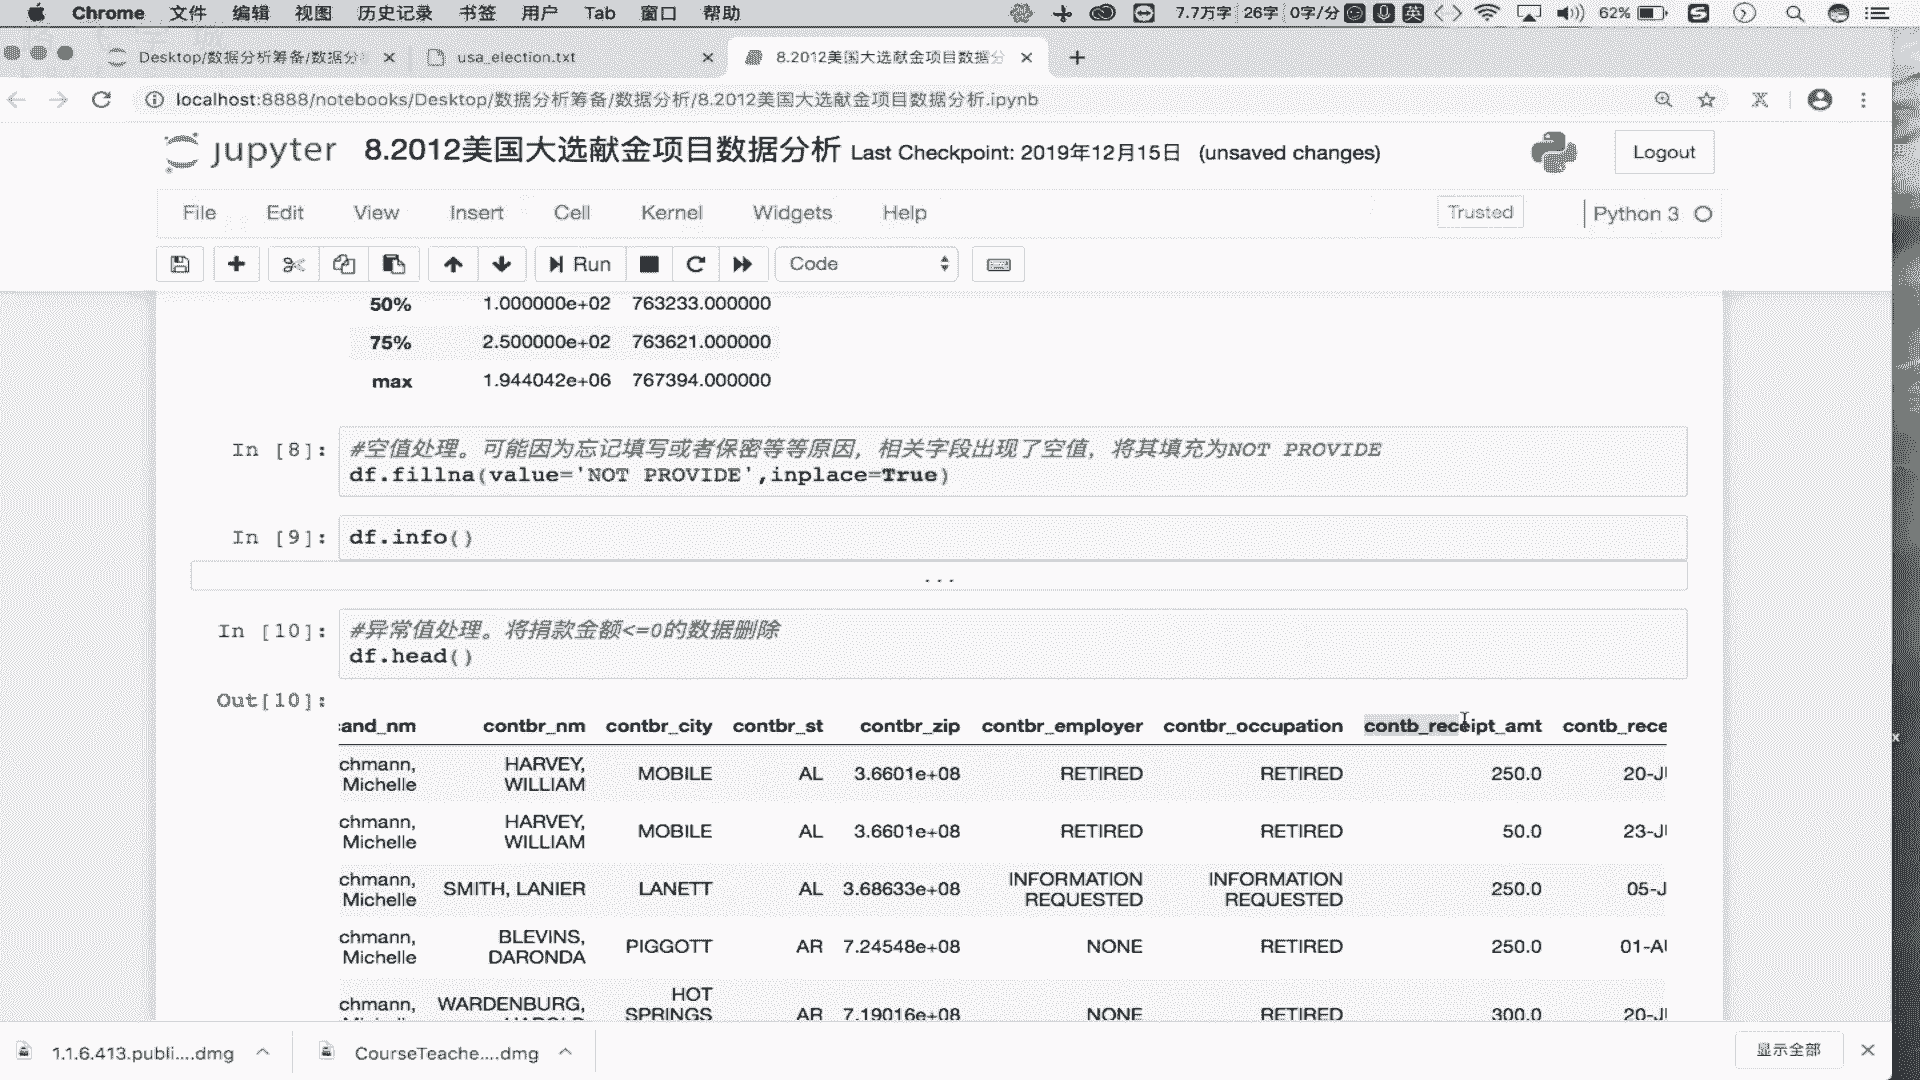 Chrome 文件 编辑 视图 历史记录 书签 用户 Tab 窗口 帮助 7.7万字 26字 0字/分 英 62%
Desktop/数据分析筹备/数据分 usa_election.txt 8.2012美国大选献金项目数据分
localhost:8888/notebooks/Desktop/数据分析筹备/数据分析/8.2012美国大选献金项目数据分析.ipynb
jupyter 8.2012美国大选献金项目数据分析 Last Checkpoint: 2019年12月15日 (unsaved changes) Logout
File Edit View Insert Cell Kernel Widgets Help Trusted Python 3
Run Code
50% 1.000000e+02 763233.000000
75% 2.500000e+02 763621.000000
max 1.944042e+06 767394.000000
In [8]: #空值处理。可能因为忘记填写或者保密等等原因，相关字段出现了空值，将其填充为NOT PROVIDE
df.fillna(value='NOT PROVIDE',inplace=True)
In [9]: df.info()
...
In [10]: #异常值处理。将捐款金额<=0的数据删除
df.head()
Out[10]:
and_nm contbr_nm contbr_city contbr_st contbr_zip contbr_employer contbr_occupation contb_receipt_amt contb_rece
chmann, Michelle HARVEY, WILLIAM MOBILE AL 3.6601e+08 RETIRED RETIRED 250.0 20-J
chmann, Michelle HARVEY, WILLIAM MOBILE AL 3.6601e+08 RETIRED RETIRED 50.0 23-J
chmann, Michelle SMITH, LANIER LANETT AL 3.68633e+08 INFORMATION REQUESTED INFORMATION REQUESTED 250.0 05-J
chmann, Michelle BLEVINS, DARONDA PIGGOTT AR 7.24548e+08 NONE RETIRED 250.0 01-A
chmann, WARDENBURG, HOT SPRINGS AR 7.19016e+08 NONE RETIRED 300.0 20-J
1.1.6.413.publi....dmg CourseTeache....dmg 显示全部